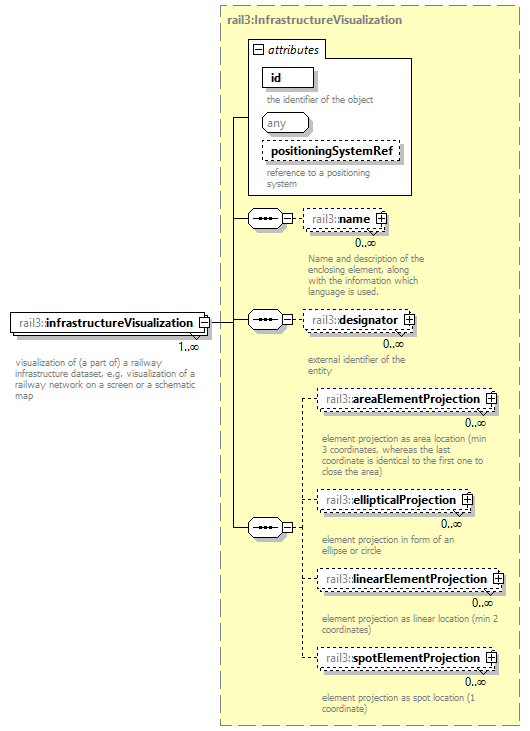 rail3:InfrastructureVisualization
attributes
id
the identifier of the object
any
positioningSystemRef
reference to a positioning
system
rail3::name
0..∞
Name and description of the
enclosing element, along
with the information which
language is used.
rail3::infrastructureVisualization
1..∞
visualization of (a part of) a railway
infrastructure dataset, e.g. visualization of a
railway network on a screen or a schematic
map
rail3::designator
0..∞
external identifier of the
entity
rail3::areaElementProjection
0..∞
element projection as area location (min
3 coordinates, whereas the last
coordinate is identical to the first one to
close the area)
rail3::ellipticalProjection
0..∞
element projection in form of an
ellipse or circle
rail3::linearElementProjection
0..∞
element projection as linear location (min 2
coordinates)
rail3::spotElementProjection
0..∞
element projection as spot location (1
coordinate)